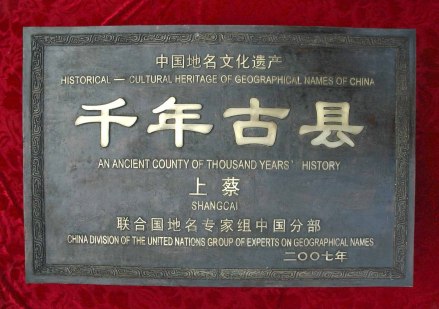 中国地名文化遗产
HISTORICAL — CULTURAL HERITAGE OF GEOGRAPHICAL NAMES OF CHINA
千年古县
AN ANCIENT COUNTY OF THOUSAND YEARS' HISTORY
上蔡
SHANGCAI
联合国地名专家组中国分部
CHINA DIVISION OF THE UNITED NATIONS GROUP OF EXPERTS ON GEOGRAPHICAL NAMES
二〇〇七年